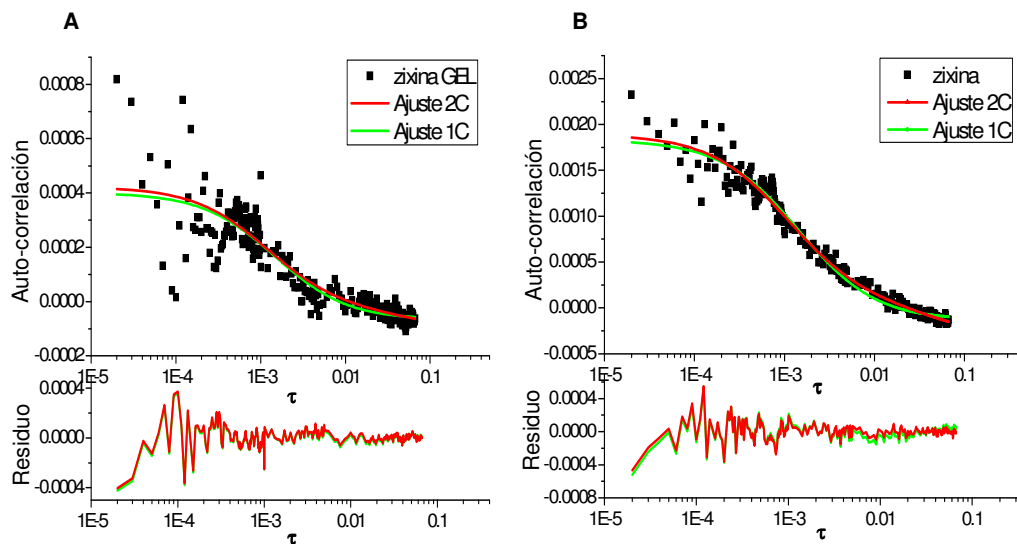 A
zixina GEL
Ajuste 2C
Ajuste 1C
Auto-correlación
0.0008
0.0006
0.0004
0.0002
0.0000
-0.0002
1E-5 1E-4 1E-3 0.01 0.1
τ
Residuo
0.0004
0.0000
-0.0004
1E-5 1E-4 1E-3 0.01 0.1
τ
B
zixina
Ajuste 2C
Ajuste 1C
Auto-correlación
0.0025
0.0020
0.0015
0.0010
0.0005
0.0000
-0.0005
1E-5 1E-4 1E-3 0.01 0.1
τ
Residuo
0.0004
0.0000
-0.0004
-0.0008
1E-5 1E-4 1E-3 0.01 0.1
τ